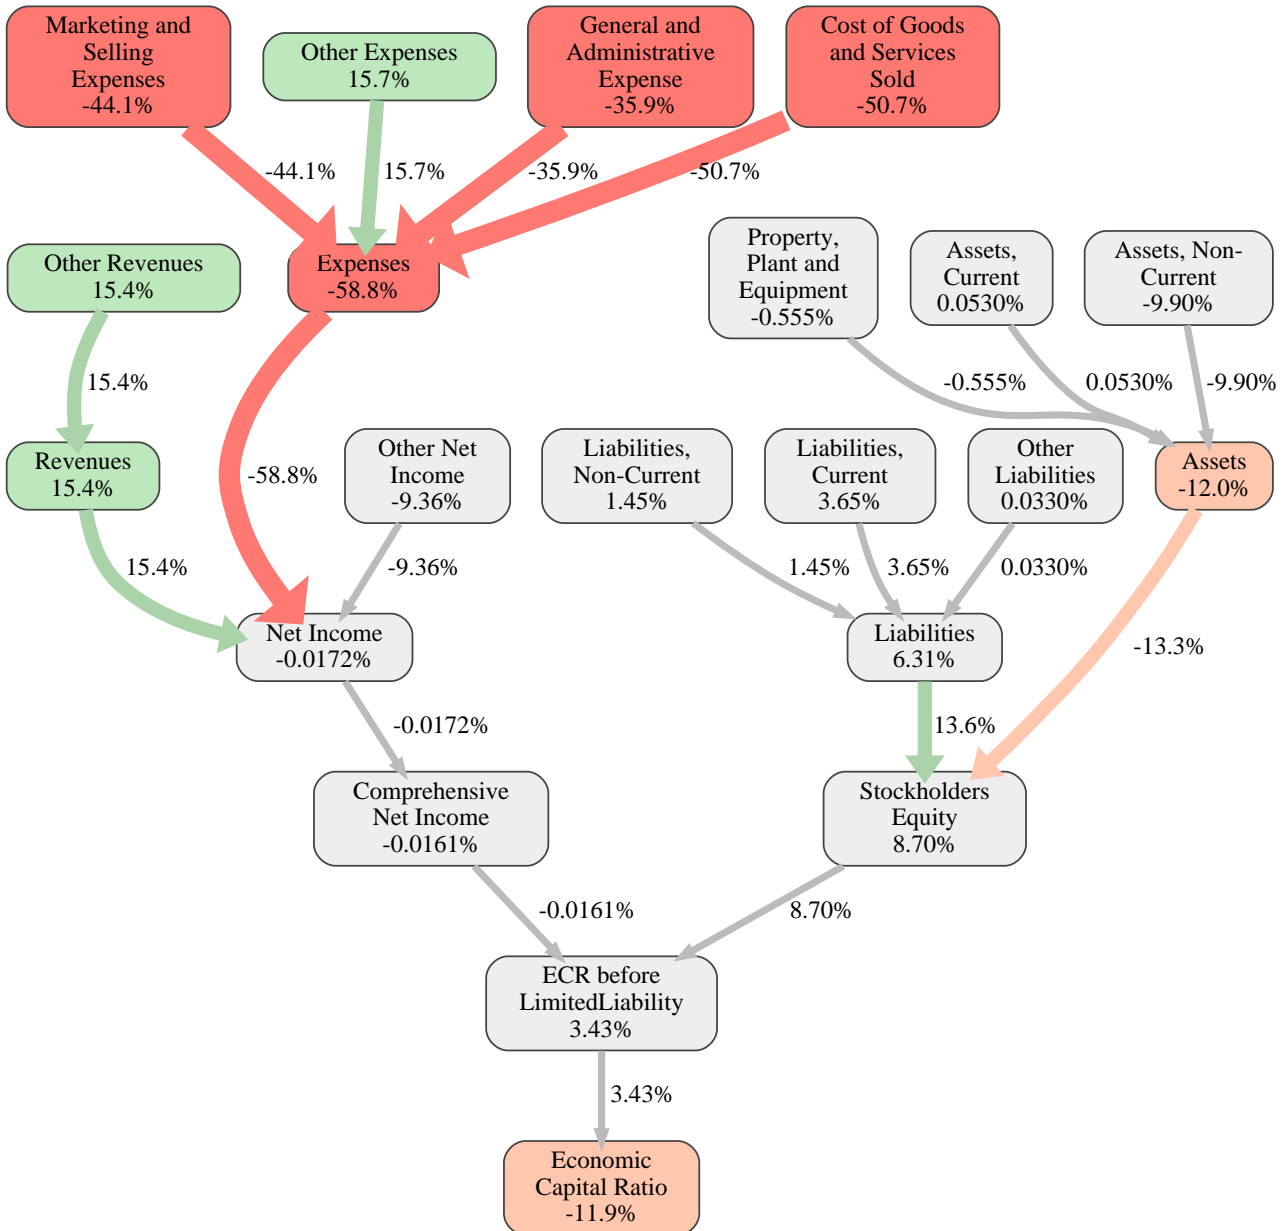 Marketing and
Selling
Expenses
-44.1%
Other Expenses
15.7%
General and
Administrative
Expense
-35.9%
Cost of Goods
and Services
Sold
-50.7%
-44.1%
15.7%
-35.9%
-50.7%
Other Revenues
15.4%
Expenses
-58.8%
Property,
Plant and
Equipment
-0.555%
Assets,
Current
0.0530%
Assets, Non-
Current
-9.90%
15.4%
-0.555%
0.0530%
-9.90%
Revenues
15.4%
-58.8%
Other Net
Income
-9.36%
Liabilities,
Non-Current
1.45%
Liabilities,
Current
3.65%
Other
Liabilities
0.0330%
Assets
-12.0%
15.4%
-9.36%
1.45%
3.65%
0.0330%
Net Income
-0.0172%
Liabilities
6.31%
-13.3%
-0.0172%
13.6%
Comprehensive
Net Income
-0.0161%
Stockholders
Equity
8.70%
-0.0161%
8.70%
ECR before
LimitedLiability
3.43%
3.43%
Economic
Capital Ratio
-11.9%